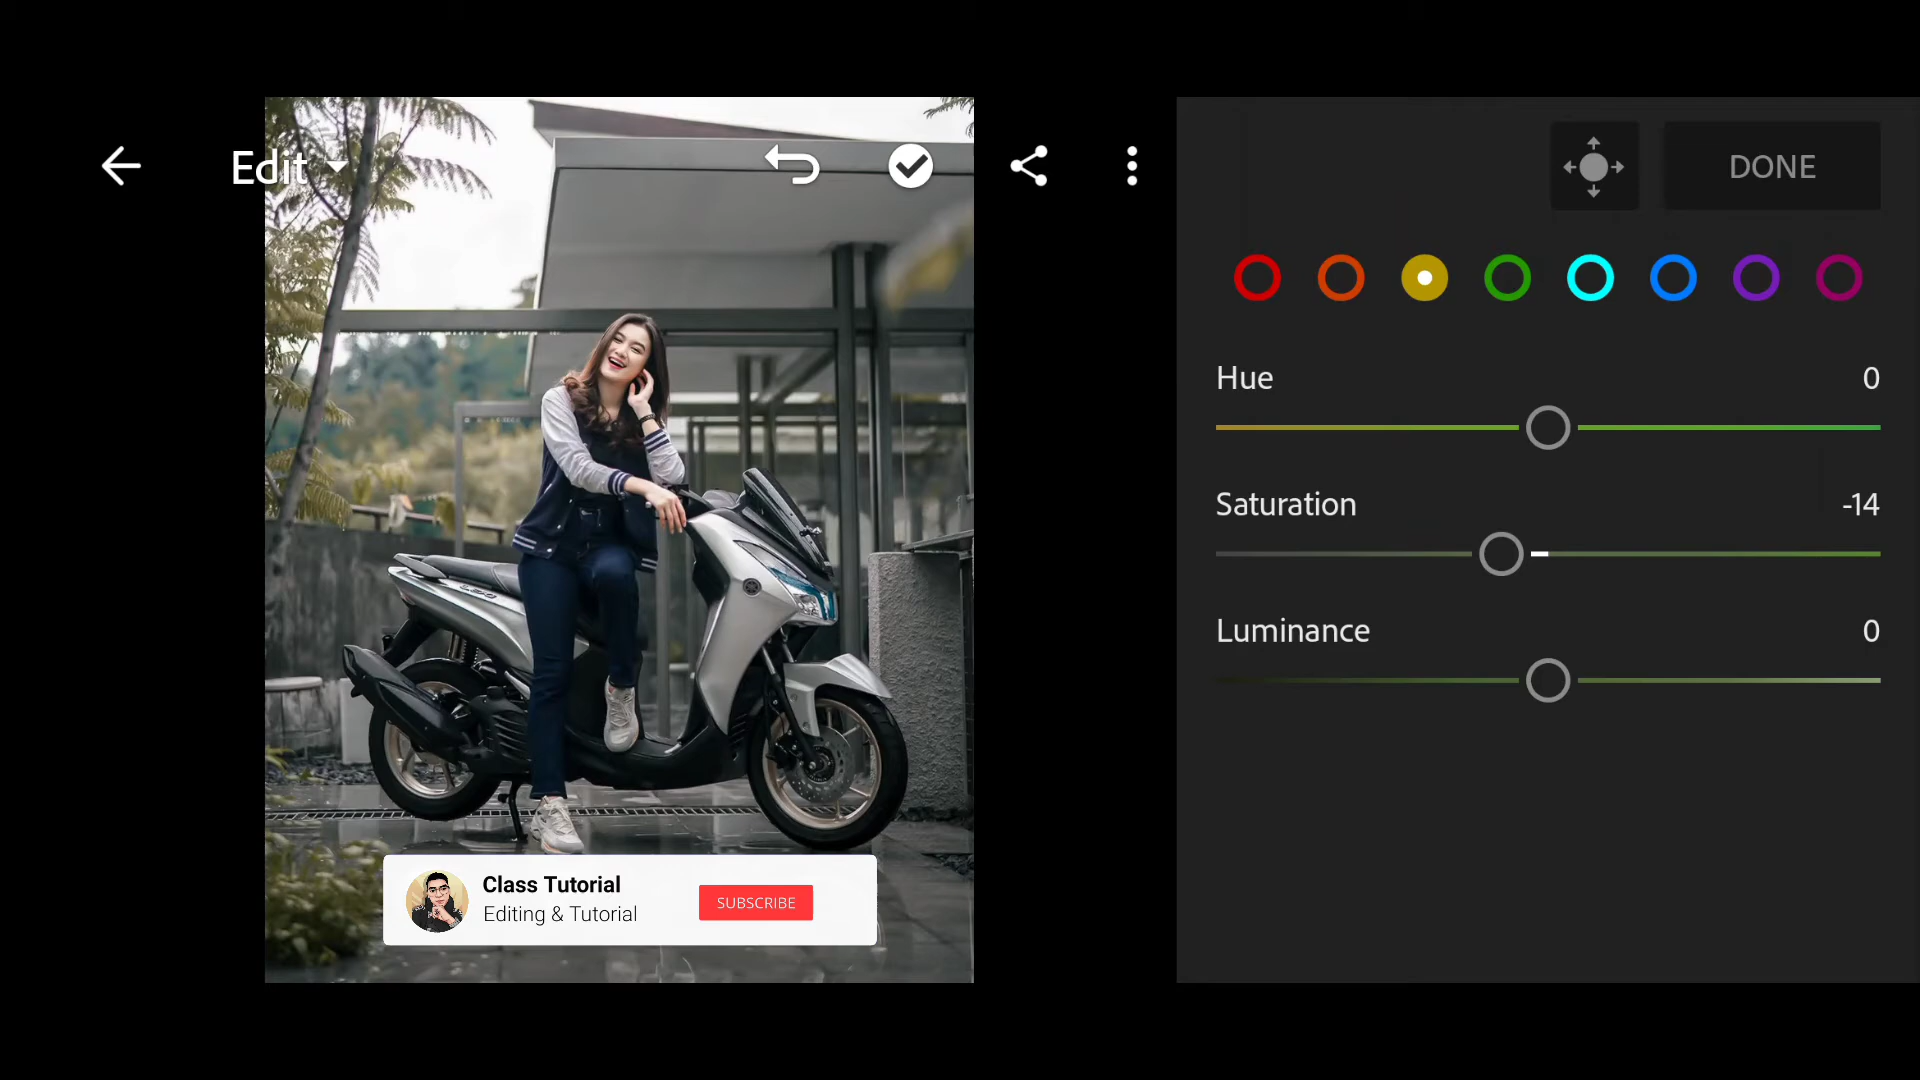 Edit
DONE
Hue
0
Saturation
-14
Luminance
0
Class Tutorial
Editing & Tutorial
SUBSCRIBE